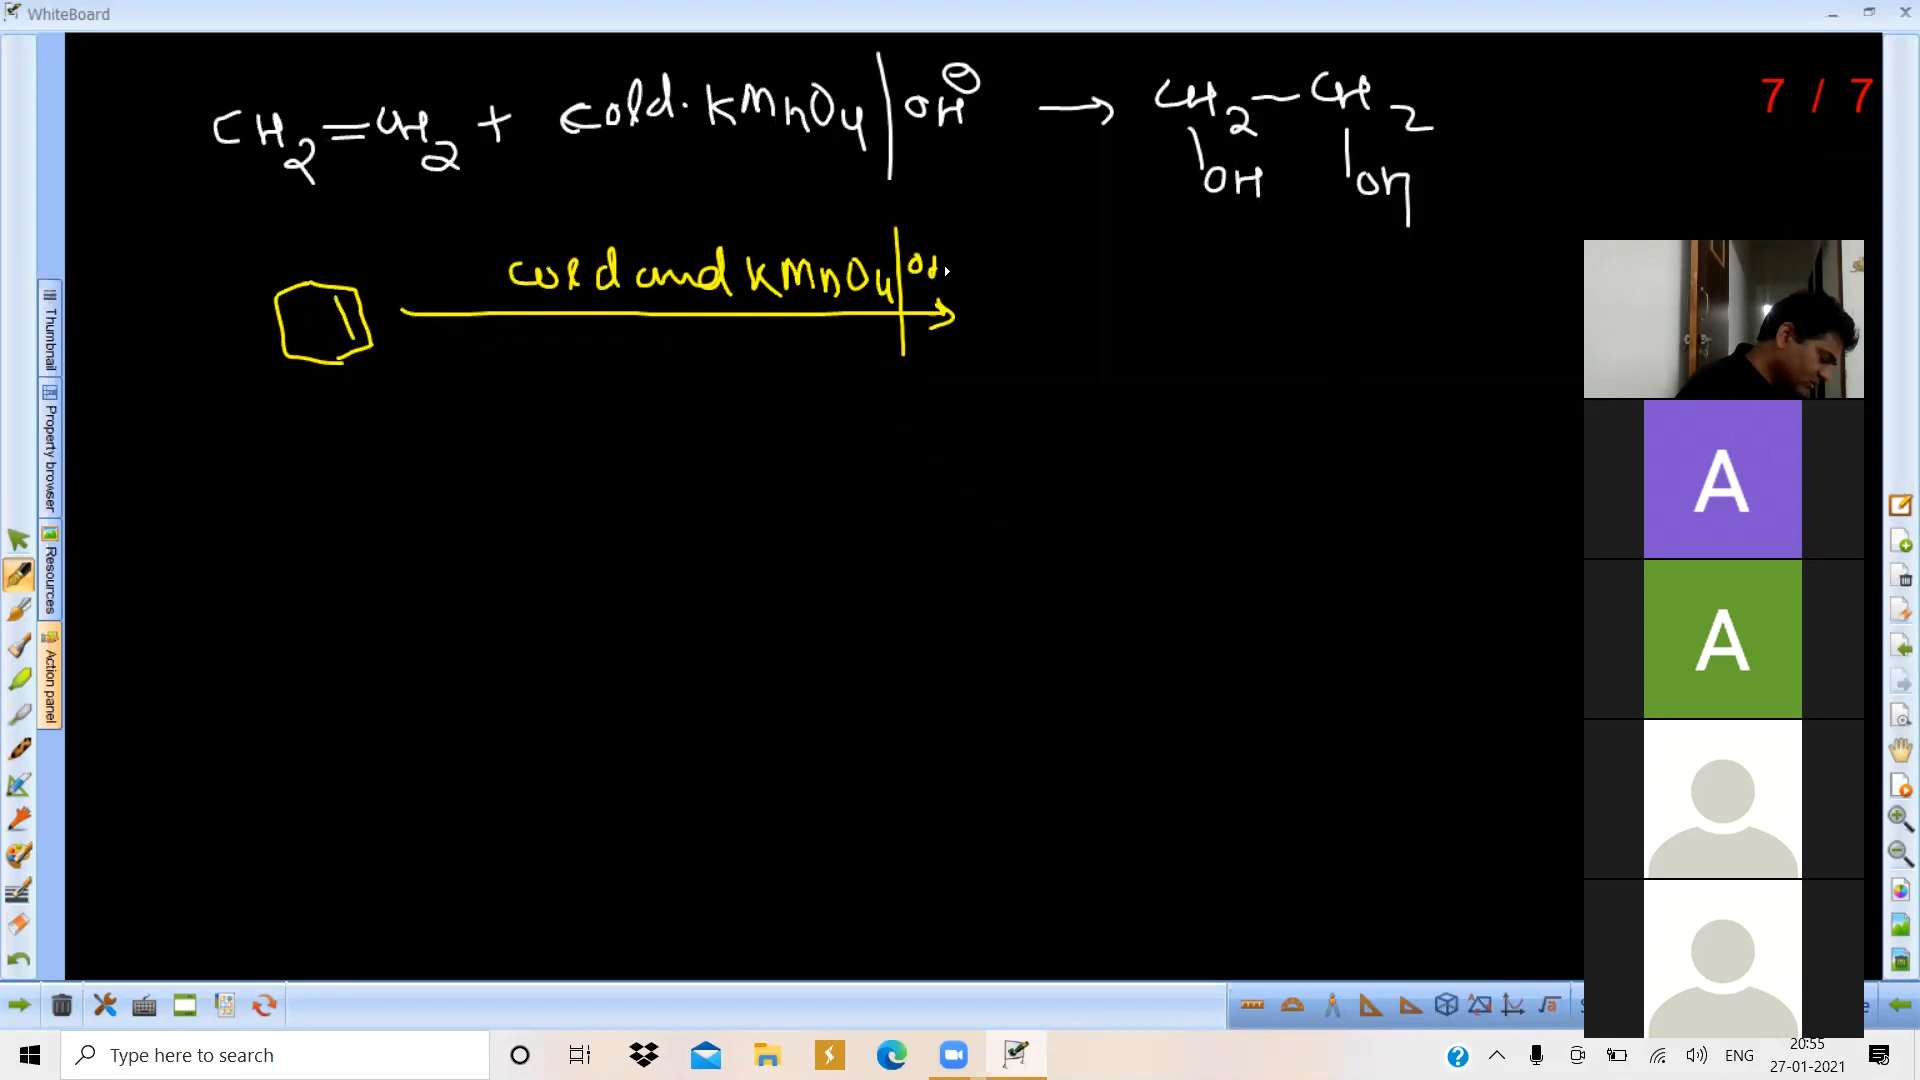 WhiteBoard
CH2=CH2 + cold. KMnO4 | OH⊖ → CH2-CH2
OH OH
7 / 7
cold and KMnO4 | OH
Thumbnail
Property browser
Resources
Action panel
A
A
Type here to search
ENG
20:55
27-01-2021